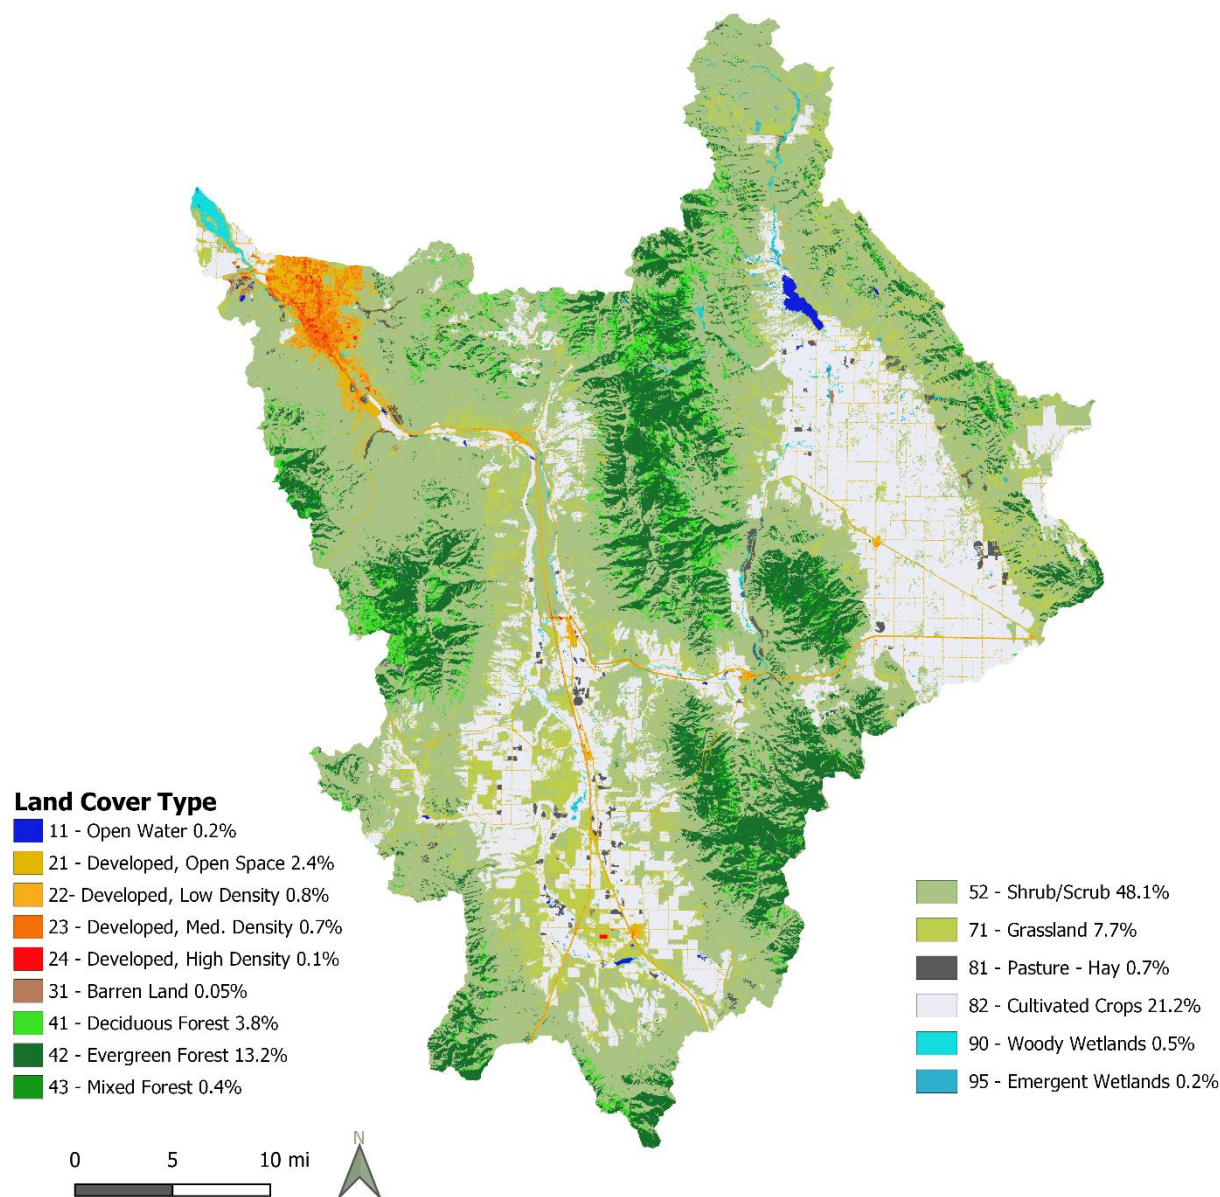 Land Cover Type
11 - Open Water 0.2%
21 - Developed, Open Space 2.4%
22- Developed, Low Density 0.8%
23 - Developed, Med. Density 0.7%
24 - Developed, High Density 0.1%
31 - Barren Land 0.05%
41 - Deciduous Forest 3.8%
42 - Evergreen Forest 13.2%
43 - Mixed Forest 0.4%
52 - Shrub/Scrub 48.1%
71 - Grassland 7.7%
81 - Pasture - Hay 0.7%
82 - Cultivated Crops 21.2%
90 - Woody Wetlands 0.5%
95 - Emergent Wetlands 0.2%
0 5 10 mi
N